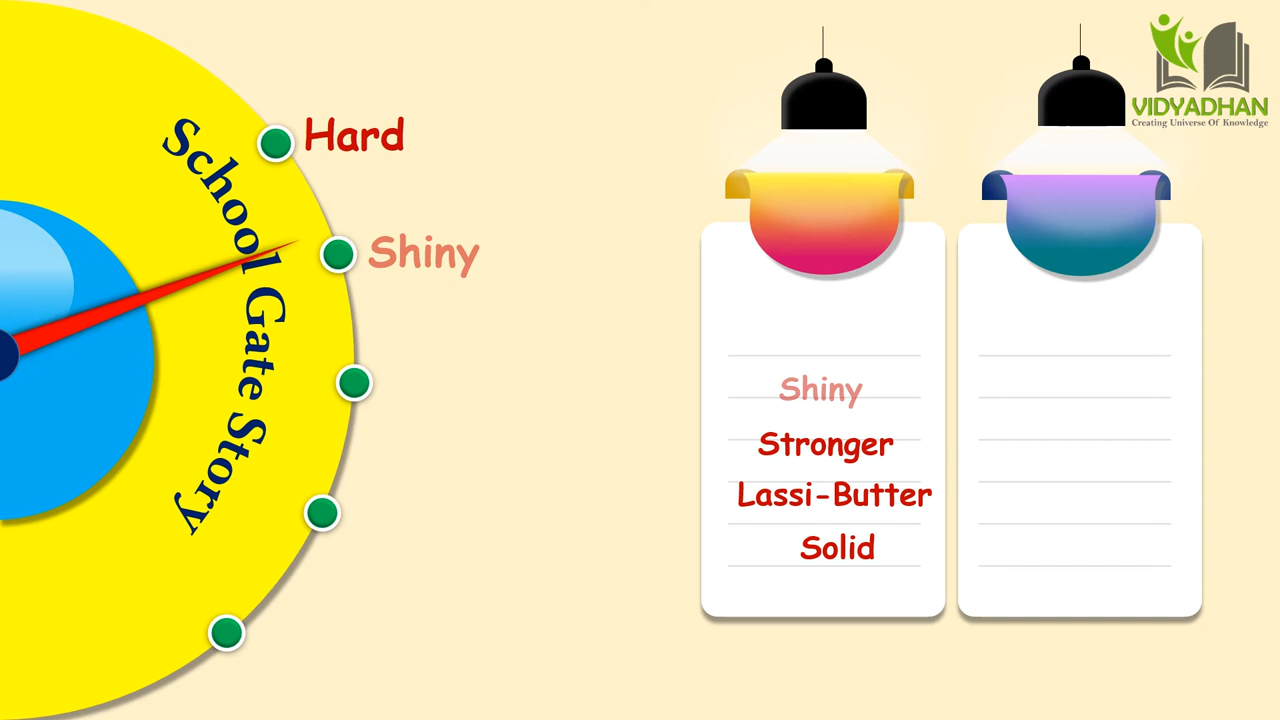 School Gate Story
Hard
Shiny
Shiny
Stronger
Lassi-Butter
Solid
VIDYADHAN
Creating Universe Of Knowledge